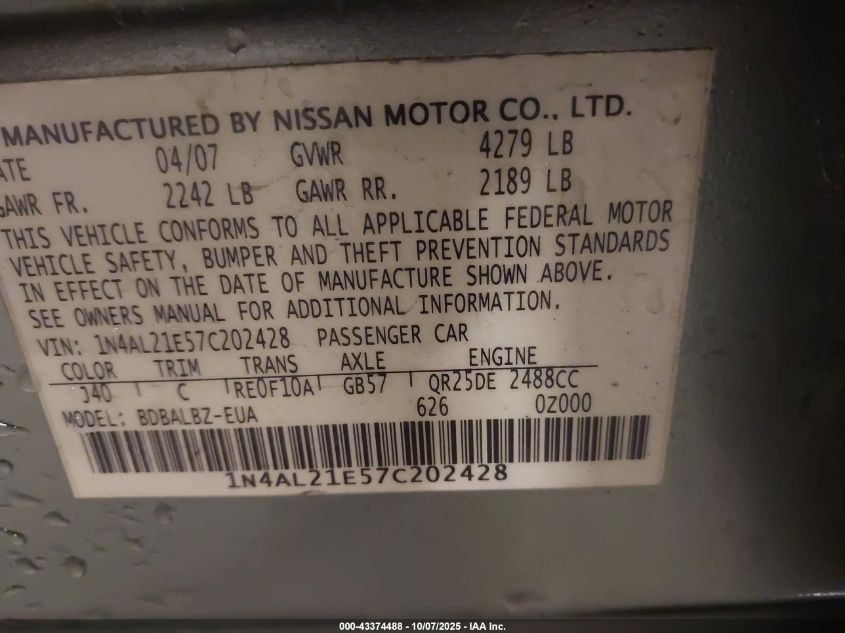 MANUFACTURED BY NISSAN MOTOR CO., LTD.
ATE 04/07 GVWR 4279 LB
GAWR FR. 2242 LB GAWR RR. 2189 LB
THIS VEHICLE CONFORMS TO ALL APPLICABLE FEDERAL MOTOR
VEHICLE SAFETY, BUMPER AND THEFT PREVENTION STANDARDS
IN EFFECT ON THE DATE OF MANUFACTURE SHOWN ABOVE.
SEE OWNERS MANUAL FOR ADDITIONAL INFORMATION.
VIN: 1N4AL21E57C202428 PASSENGER CAR
COLOR TRIM TRANS AXLE ENGINE
J40 C RE0F10A GB57 QR25DE 2488CC
MODEL: BDBALBZ-EUA 626 0Z000
1N4AL21E57C202428
000-43374488 - 10/07/2025 - IAA Inc.